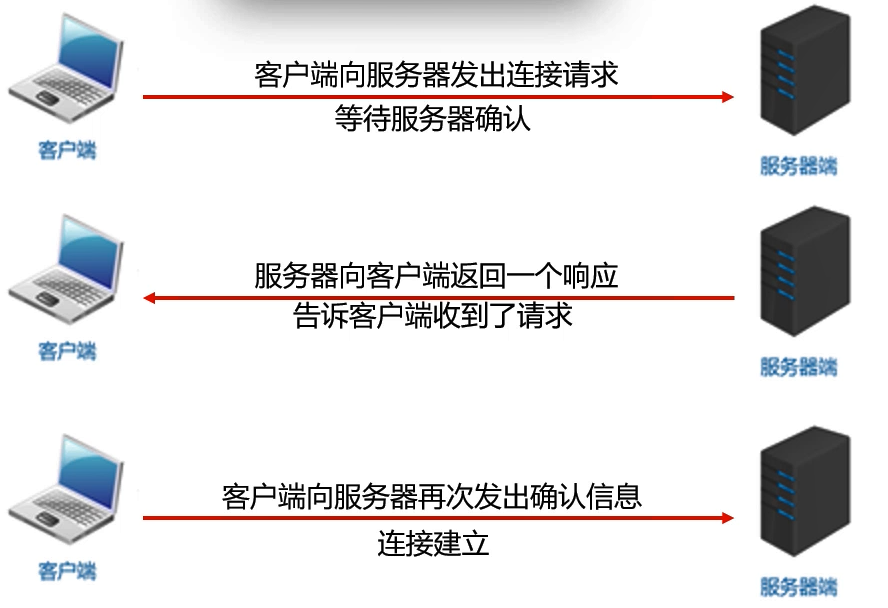 客户端向服务器发出连接请求
等待服务器确认
客户端
服务器端
服务器向客户端返回一个响应
告诉客户端收到了请求
客户端
服务器端
客户端向服务器再次发出确认信息
连接建立
客户端
服务器端